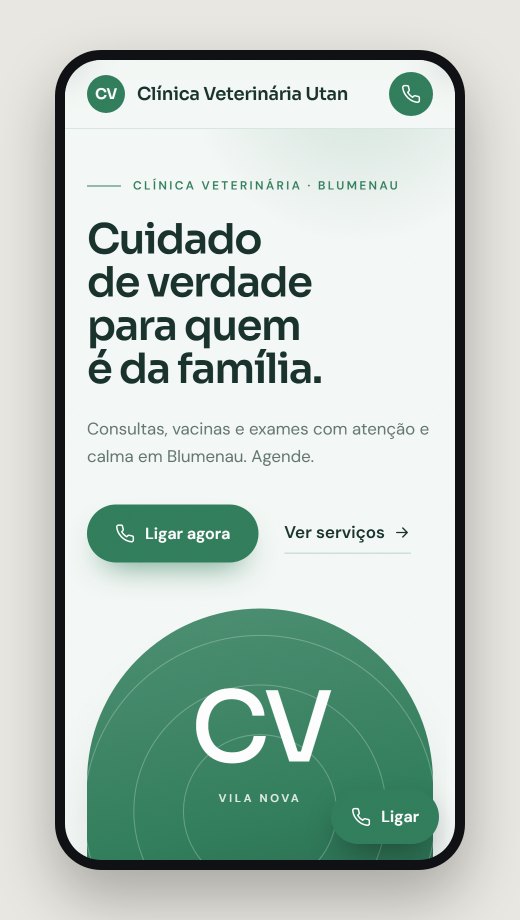 CV Clínica Veterinária Utan
CLÍNICA VETERINÁRIA · BLUMENAU
Cuidado
de verdade
para quem
é da família.
Consultas, vacinas e exames com atenção e
calma em Blumenau. Agende.
Ligar agora
Ver serviços →
CV
VILA NOVA
Ligar